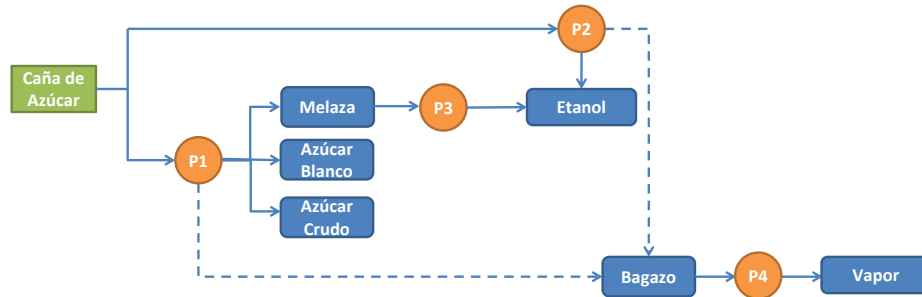 P2
Caña de
Azúcar
Melaza
P3
Etanol
P1
Azúcar
Blanco
Azúcar
Crudo
Bagazo
P4
Vapor